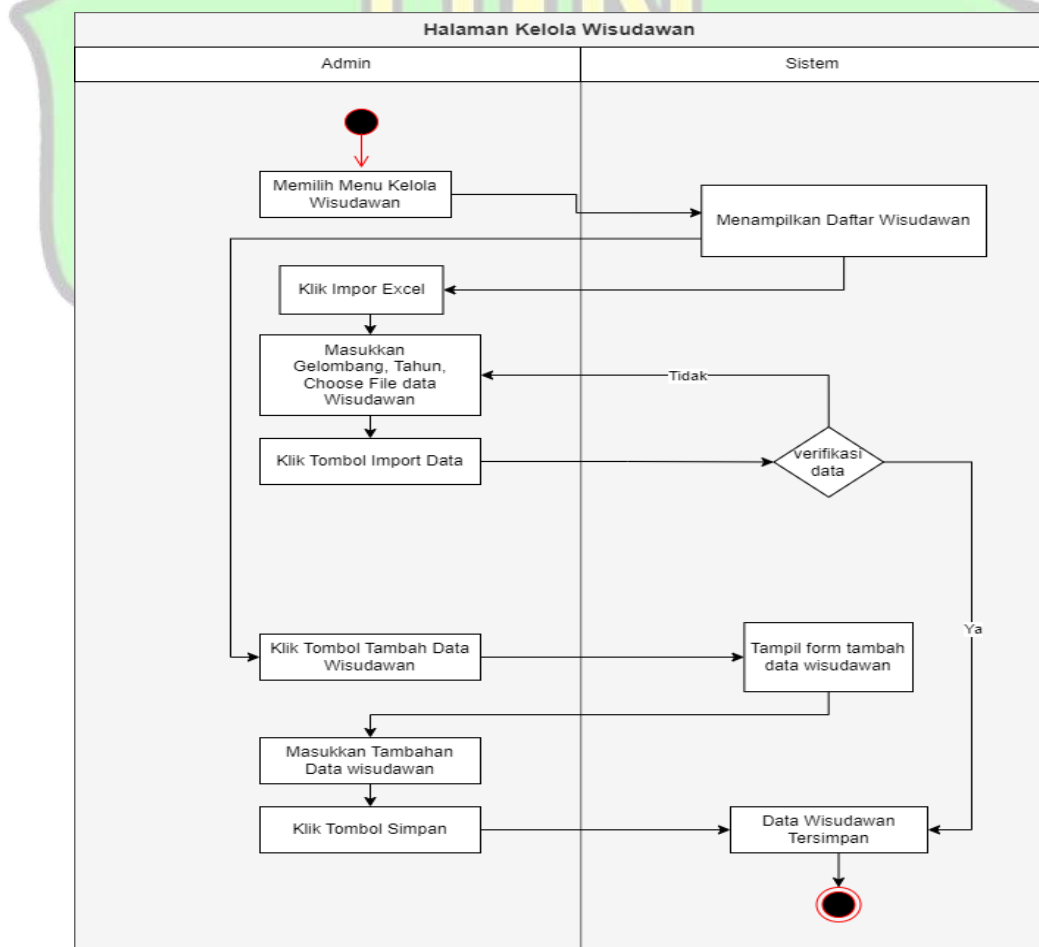 Halaman Kelola Wisudawan
Admin
Sistem
Memilih Menu Kelola
Wisudawan
Menampilkan Daftar Wisudawan
Klik Impor Excel
Masukkan
Gelombang, Tahun,
Choose File data
Wisudawan
Tidak
Klik Tombol Import Data
verifikasi
data
Ya
Klik Tombol Tambah Data
Wisudawan
Tampil form tambah
data wisudawan
Masukkan Tambahan
Data wisudawan
Klik Tombol Simpan
Data Wisudawan
Tersimpan